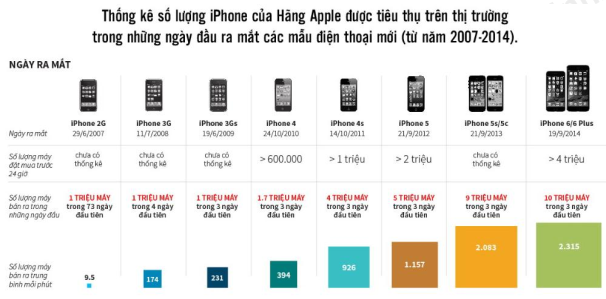 Thống kê số lượng iPhone của Hãng Apple được tiêu thụ trên thị trường
trong những ngày đầu ra mắt các mẫu điện thoại mới (từ năm 2007-2014).
NGÀY RA MẮT
iPhone 2G iPhone 3G iPhone 3Gs iPhone 4 iPhone 4s iPhone 5 iPhone 5s/5c iPhone 6/6 Plus
Ngày ra mắt 29/6/2007 11/7/2008 19/6/2009 24/10/2010 14/10/2011 21/9/2012 21/9/2013 19/9/2014
Số lượng máy
đặt mua trước
24 giờ
chưa có
thống kê
chưa có
thống kê
chưa có
thống kê
> 600.000
> 1 triệu
> 2 triệu
chưa có
thống kê
> 4 triệu
Số lượng máy
bán ra trong
những ngày đầu
1 TRIỆU MÁY
trong 73 ngày
đầu tiên
1 TRIỆU MÁY
trong 4 ngày
đầu tiên
1 TRIỆU MÁY
trong 3 ngày
đầu tiên
1.7 TRIỆU MÁY
trong 3 ngày
đầu tiên
4 TRIỆU MÁY
trong 3 ngày
đầu tiên
5 TRIỆU MÁY
trong 3 ngày
đầu tiên
9 TRIỆU MÁY
trong 3 ngày
đầu tiên
10 TRIỆU MÁY
trong 3 ngày
đầu tiên
Số lượng máy
bán ra trung
bình mỗi phút
9.5 174 231 394 926 1.157 2.083 2.315